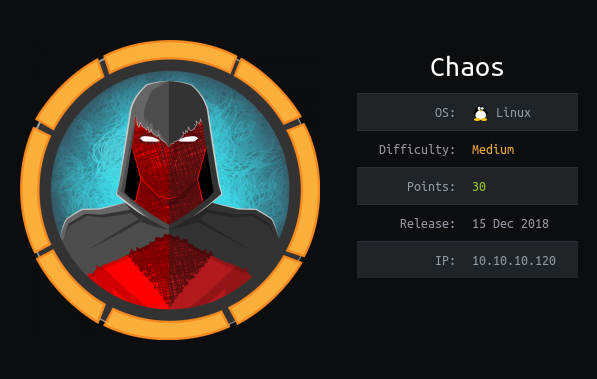 Chaos
OS: Linux
Difficulty: Medium
Points: 30
Release: 15 Dec 2018
IP: 10.10.10.120